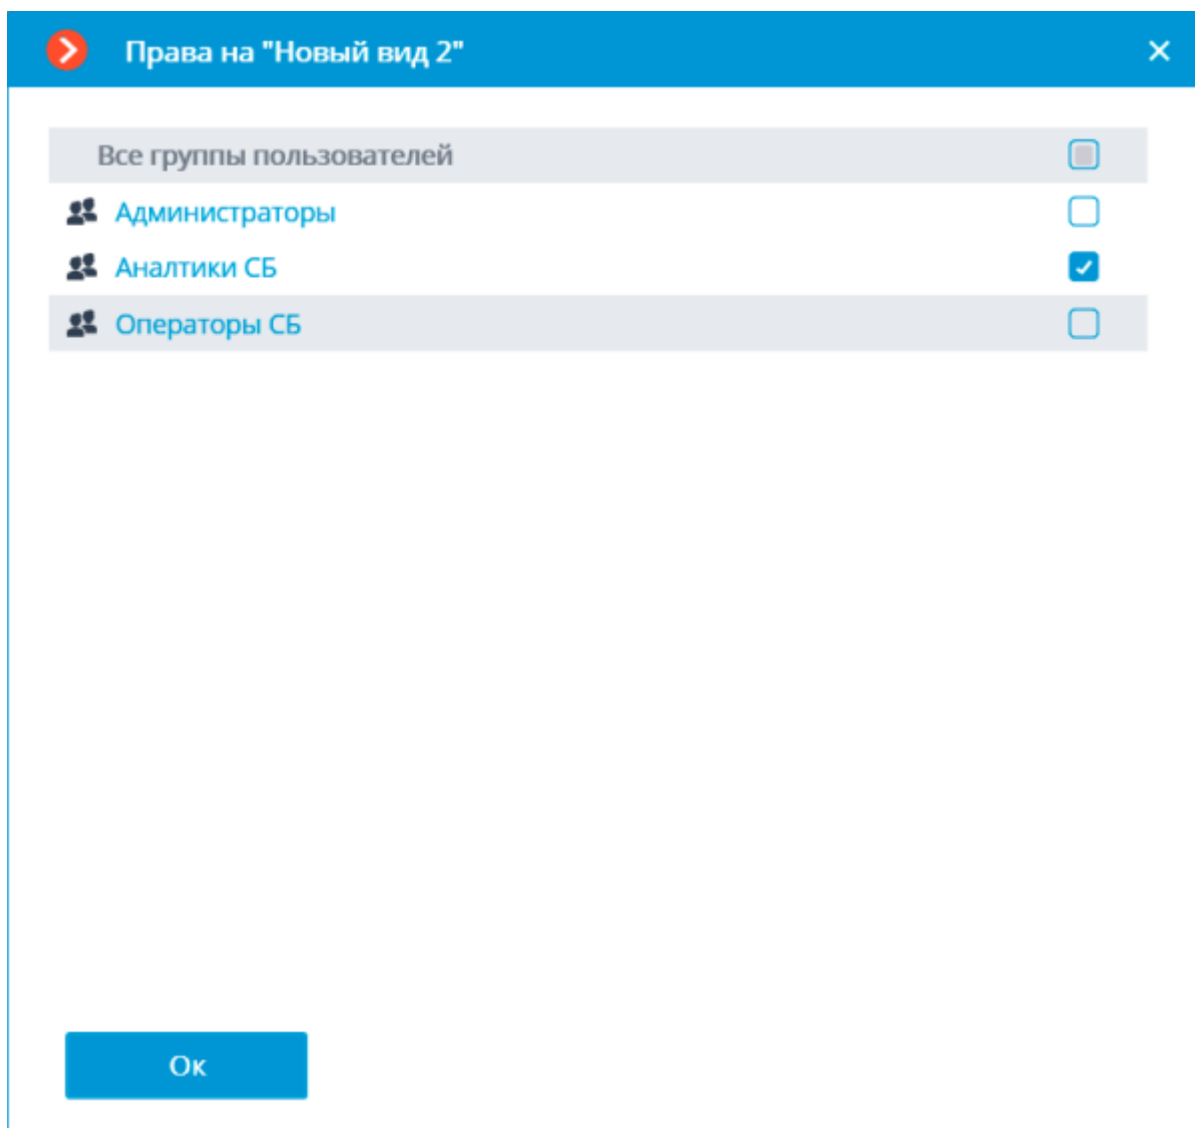 Права на "Новый вид 2"
Все группы пользователей
Администраторы
Аналтики СБ
Операторы СБ
Ок